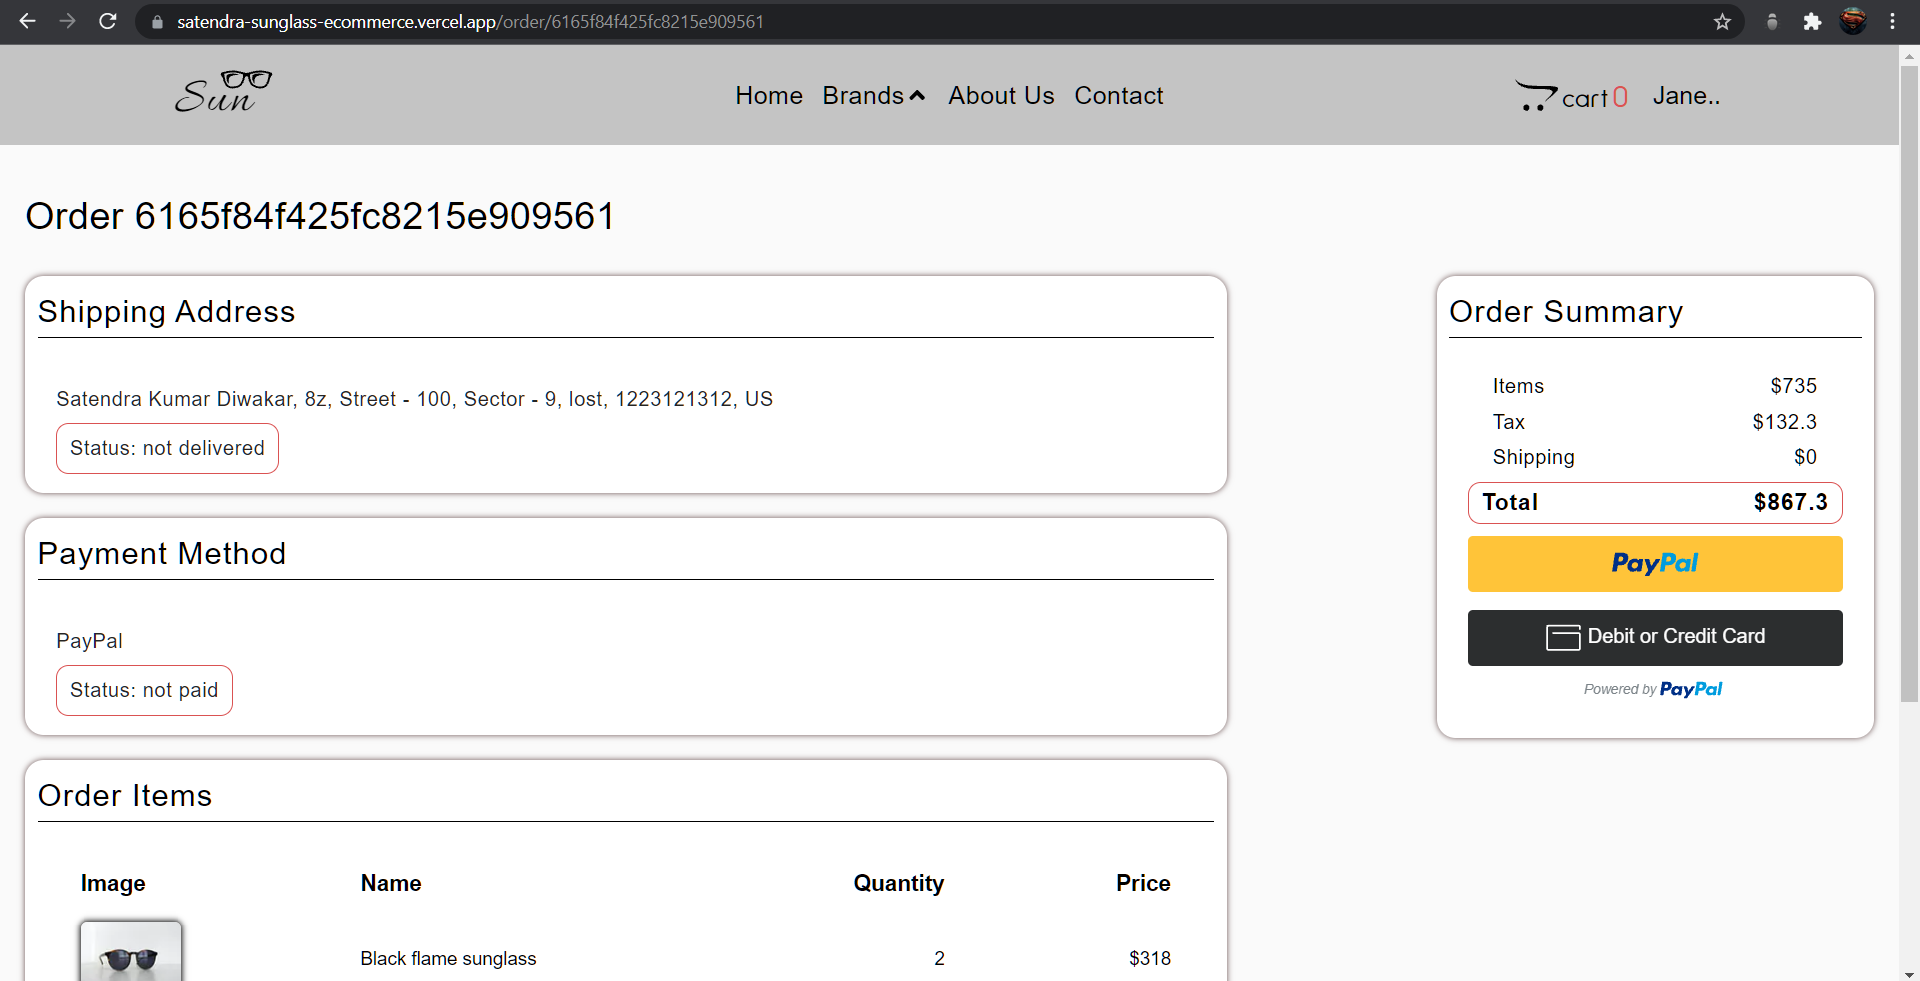 satendra-sunglass-ecommerce.vercel.app/order/6165f84f425fc8215e909561
Sun
Home Brands About Us Contact
cart 0 Jane..
Order 6165f84f425fc8215e909561
Shipping Address
Satendra Kumar Diwakar, 8z, Street - 100, Sector - 9, lost, 1223121312, US
Status: not delivered
Payment Method
PayPal
Status: not paid
Order Items
Image Name Quantity Price
Black flame sunglass 2 $318
Order Summary
Items $735
Tax $132.3
Shipping $0
Total $867.3
PayPal
Debit or Credit Card
Powered by PayPal